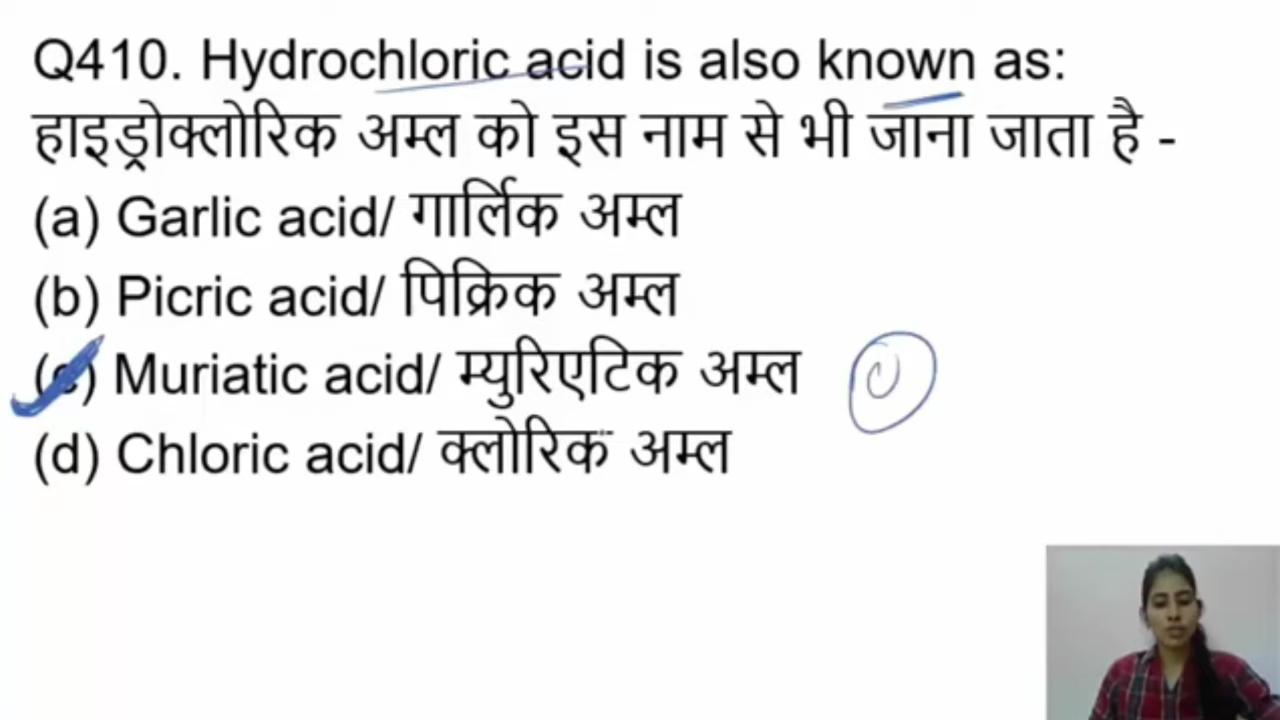 Q410. Hydrochloric acid is also known as:
हाइड्रोक्लोरिक अम्ल को इस नाम से भी जाना जाता है -
(a) Garlic acid/ गार्लिक अम्ल
(b) Picric acid/ पिक्रिक अम्ल
(c) Muriatic acid/ म्युरिएटिक अम्ल
(d) Chloric acid/ क्लोरिक अम्ल